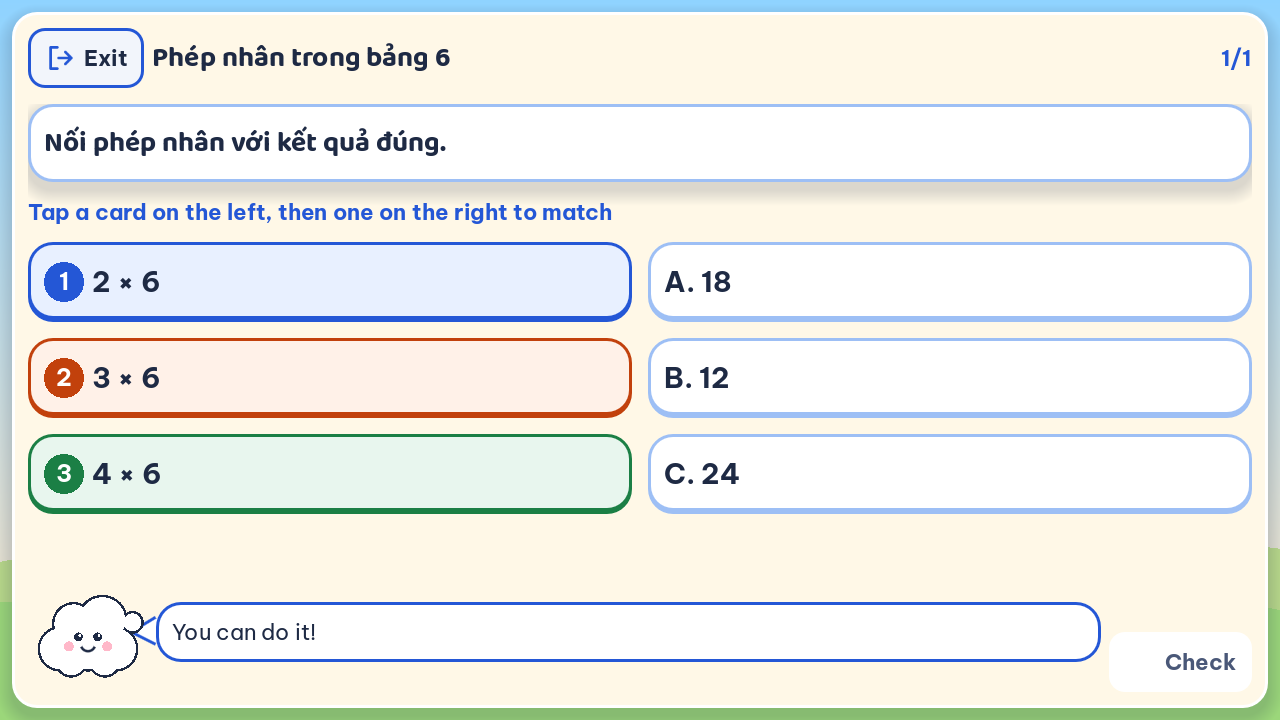 Exit
Phép nhân trong bảng 6
1/1
Nối phép nhân với kết quả đúng.
Tap a card on the left, then one on the right to match
1 2 × 6
A. 18
2 3 × 6
B. 12
3 4 × 6
C. 24
You can do it!
Check